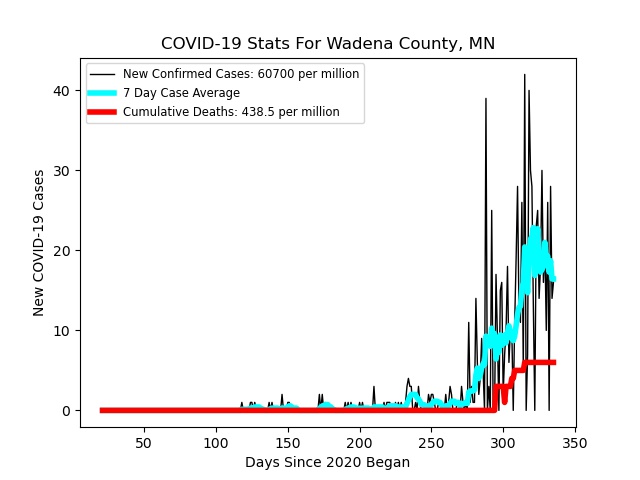 COVID-19 Stats For Wadena County, MN
New Confirmed Cases: 60700 per million
7 Day Case Average
Cumulative Deaths: 438.5 per million
New COVID-19 Cases
40
30
20
10
0
50 100 150 200 250 300 350
Days Since 2020 Began